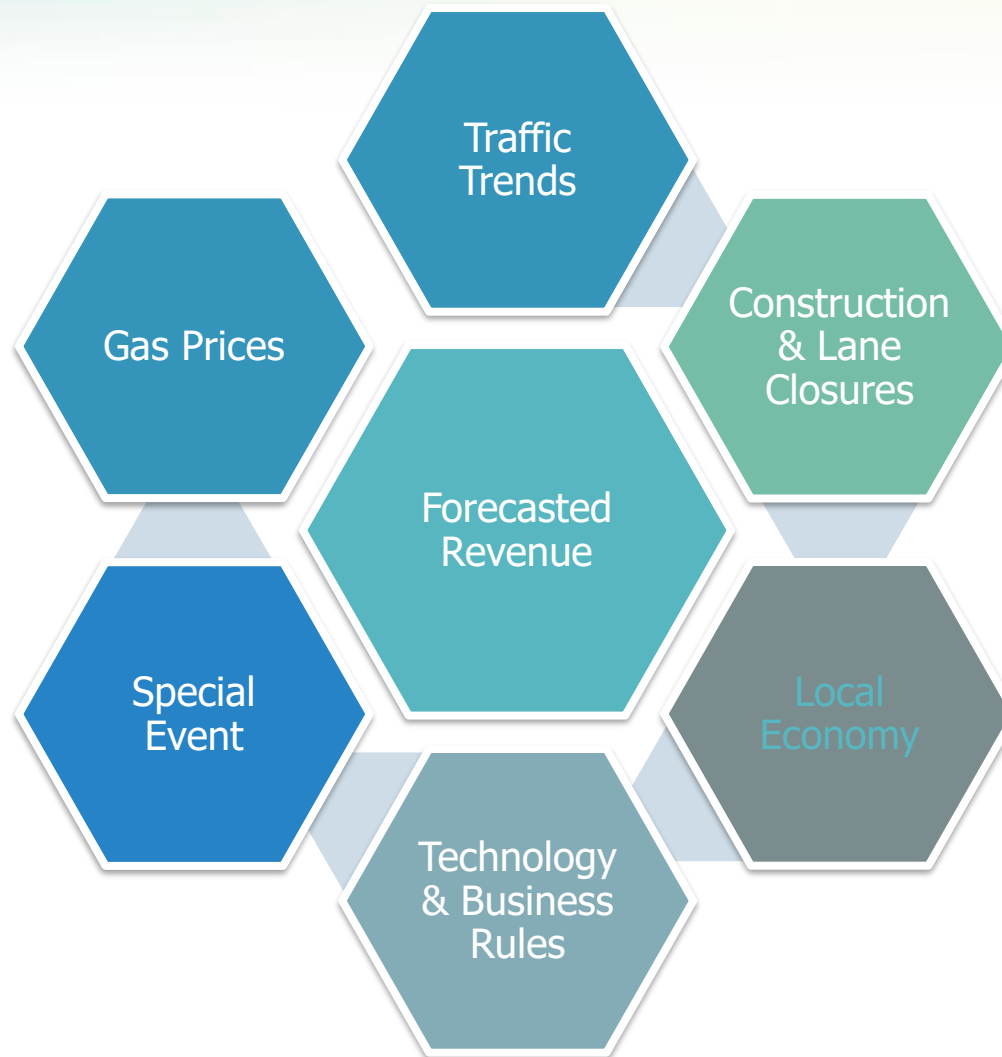 Traffic
Trends
Gas Prices
Construction
& Lane
Closures
Forecasted
Revenue
Special
Event
Local
Economy
Technology
& Business
Rules